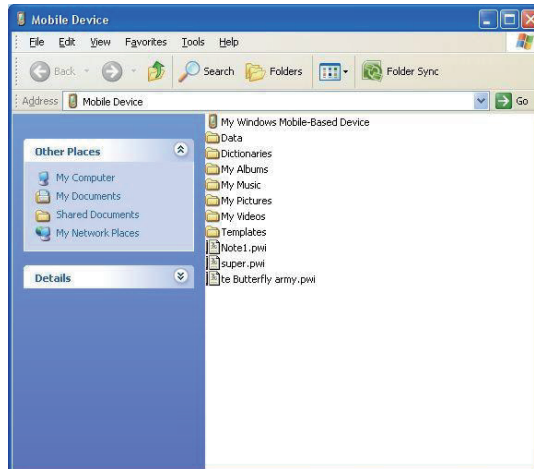 Mobile Device
File Edit View Favorites Tools Help
Back Search Folders Folder Sync
Address Mobile Device Go
Other Places
My Computer
My Documents
Shared Documents
My Network Places
Details
My Windows Mobile-Based Device
Data
Dictionaries
My Albums
My Music
My Pictures
My Videos
Templates
Note1.pwi
super.pwi
te Butterfly army.pwi